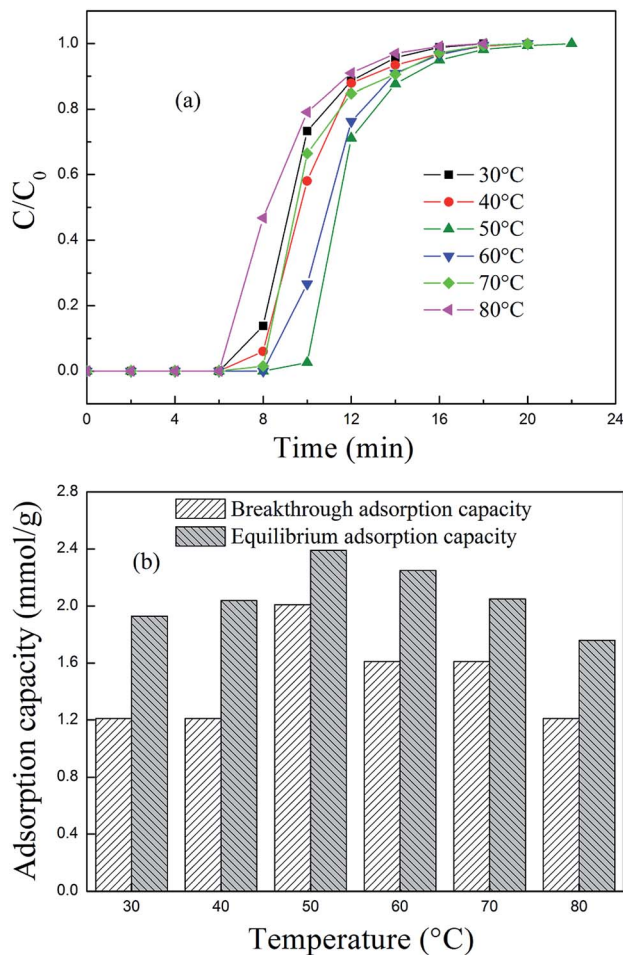 1.0
0.8
0.6
0.4
0.2
0.0
C/C₀
(a)
30°C
40°C
50°C
60°C
70°C
80°C
0 4 8 12 16 20 24
Time (min)
2.8
2.4
2.0
1.6
1.2
0.8
0.4
0.0
Adsorption capacity (mmol/g)
Breakthrough adsorption capacity
Equilibrium adsorption capacity
(b)
30 40 50 60 70 80
Temperature (°C)